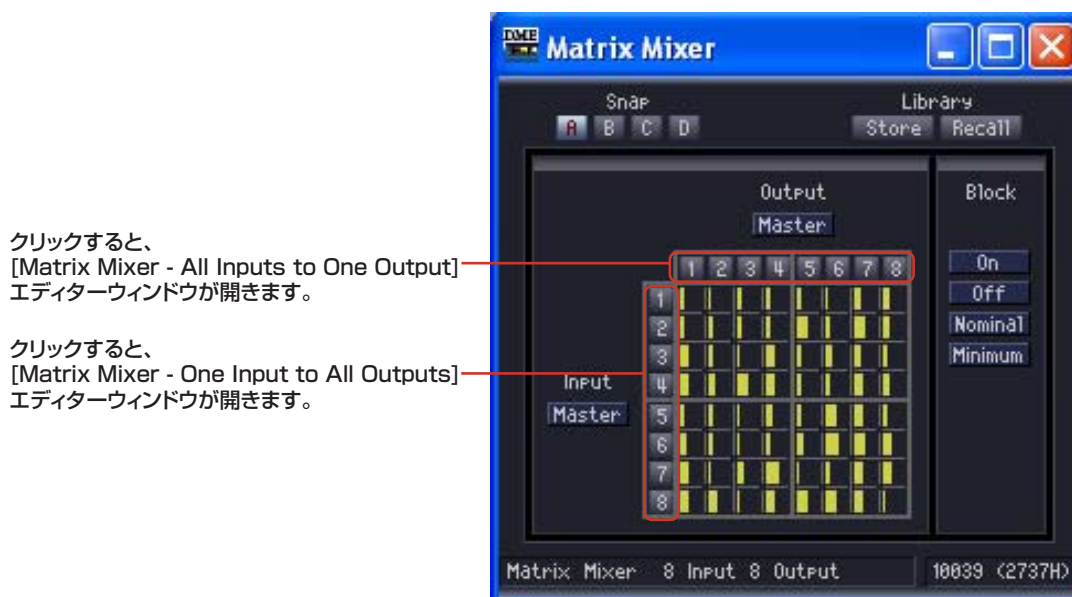 DME Matrix Mixer
Snap Library
A B C D Store Recall
Output Block
Master
クリックすると、
[Matrix Mixer - All Inputs to One Output]
エディターウィンドウが開きます。
1 2 3 4 5 6 7 8
On
Off
Nominal
Minimum
クリックすると、
[Matrix Mixer - One Input to All Outputs]
エディターウィンドウが開きます。
Input
Master
1
2
3
4
5
6
7
8
Matrix Mixer 8 Input 8 Output 10039 (2737H)